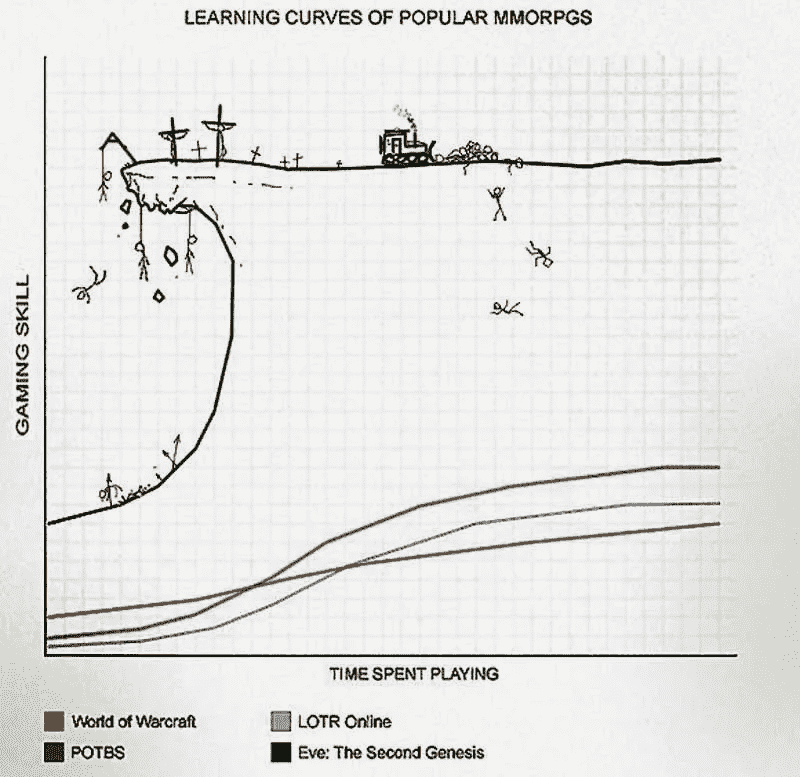 LEARNING CURVES OF POPULAR MMORPGS
GAMING SKILL
TIME SPENT PLAYING
World of Warcraft
LOTR Online
POTBS
Eve: The Second Genesis